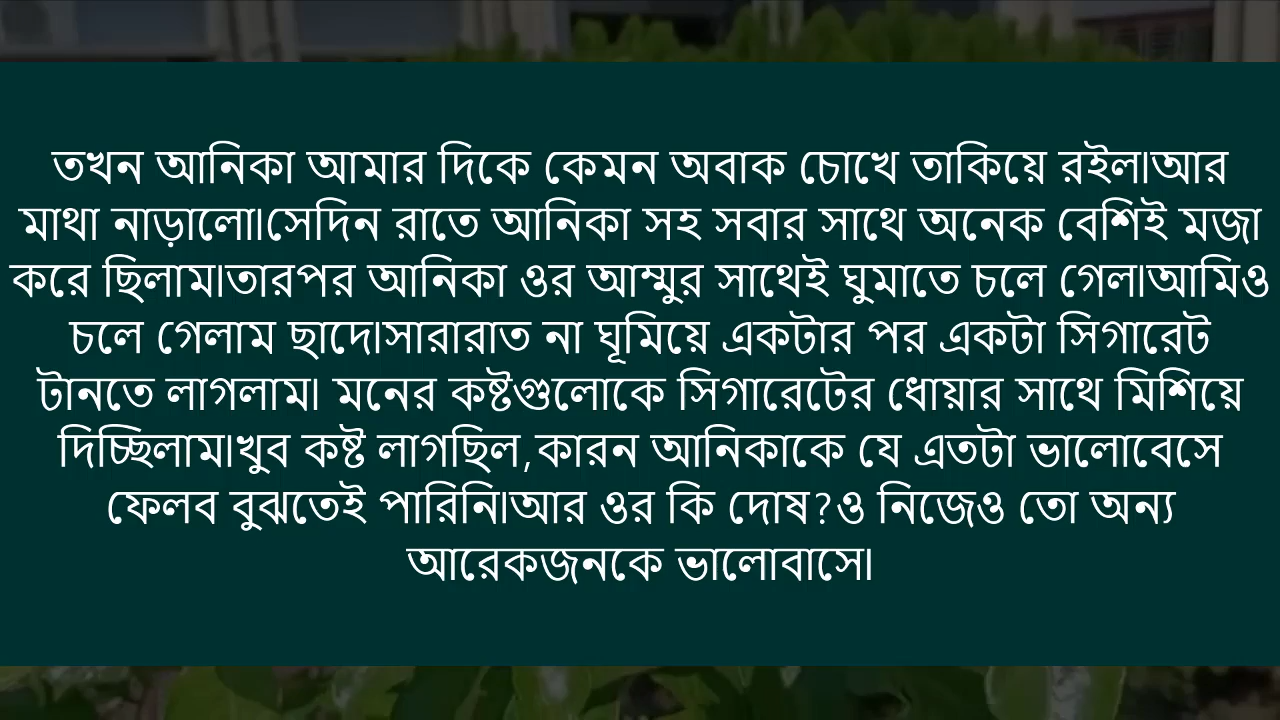 তখন আনিকা আমার দিকে কেমন অবাক চোখে তাকিয়ে রইল।আর
মাথা নাড়ালো।সেদিন রাতে আনিকা সহ সবার সাথে অনেক বেশিই মজা
করে ছিলাম।তারপর আনিকা ওর আম্মুর সাথেই ঘুমাতে চলে গেল।আমিও
চলে গেলাম ছাদে।সারারাত না ঘূমিয়ে একটার পর একটা সিগারেট
টানতে লাগলাম। মনের কষ্টগুলোকে সিগারেটের ধোয়ার সাথে মিশিয়ে
দিচ্ছিলাম।খুব কষ্ট লাগছিল,কারন আনিকাকে যে এতটা ভালোবেসে
ফেলব বুঝতেই পারিনি।আর ওর কি দোষ?ও নিজেও তো অন্য
আরেকজনকে ভালোবাসে।